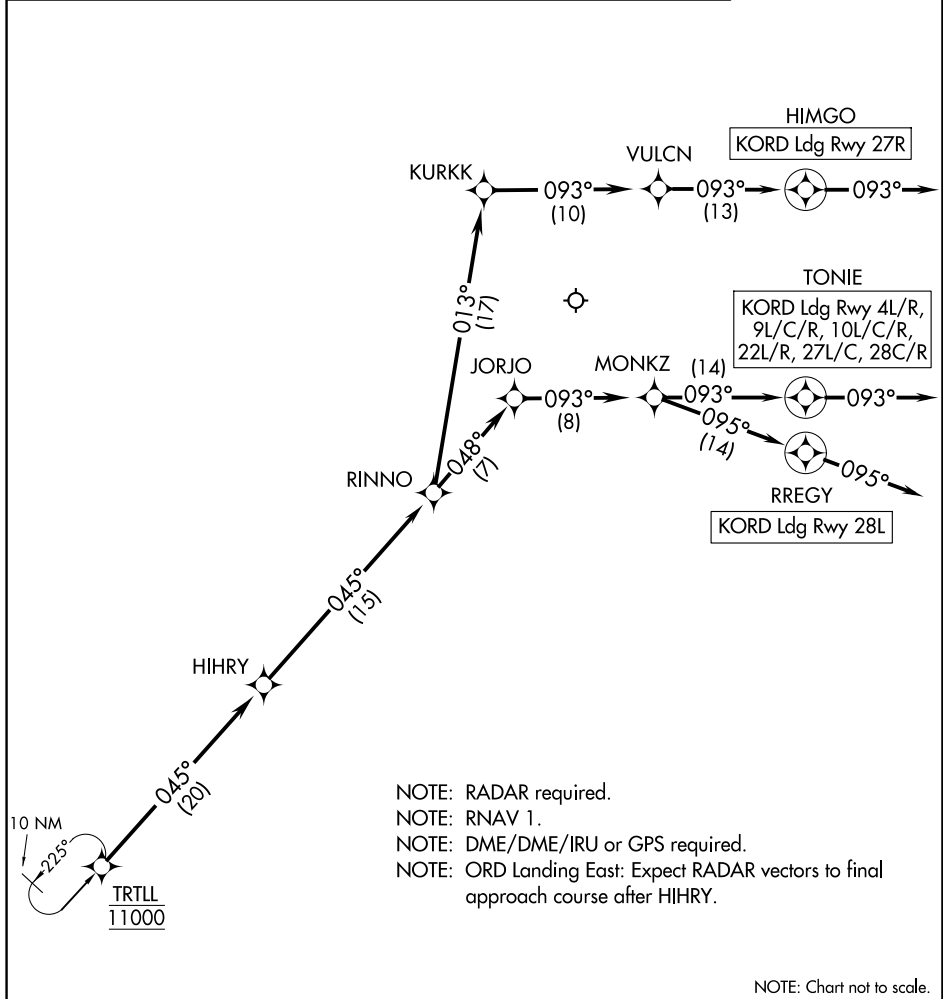 HIMGO
KORD Ldg Rwy 27R
VULCN
KURKK
093°
(10)
093°
(13)
093°
013°
(17)
TONIE
KORD Ldg Rwy 4L/R,
9L/C/R, 10L/C/R,
22L/R, 27L/C, 28C/R
JORJO
MONKZ
093°
(8)
(14)
093°
093°
095°
(14)
095°
RREGY
KORD Ldg Rwy 28L
048°
(7)
RINNO
045°
(15)
HIHRY
045°
(20)
10 NM
225°
TRTLL
11000
NOTE: RADAR required.
NOTE: RNAV 1.
NOTE: DME/DME/IRU or GPS required.
NOTE: ORD Landing East: Expect RADAR vectors to final
approach course after HIHRY.
NOTE: Chart not to scale.